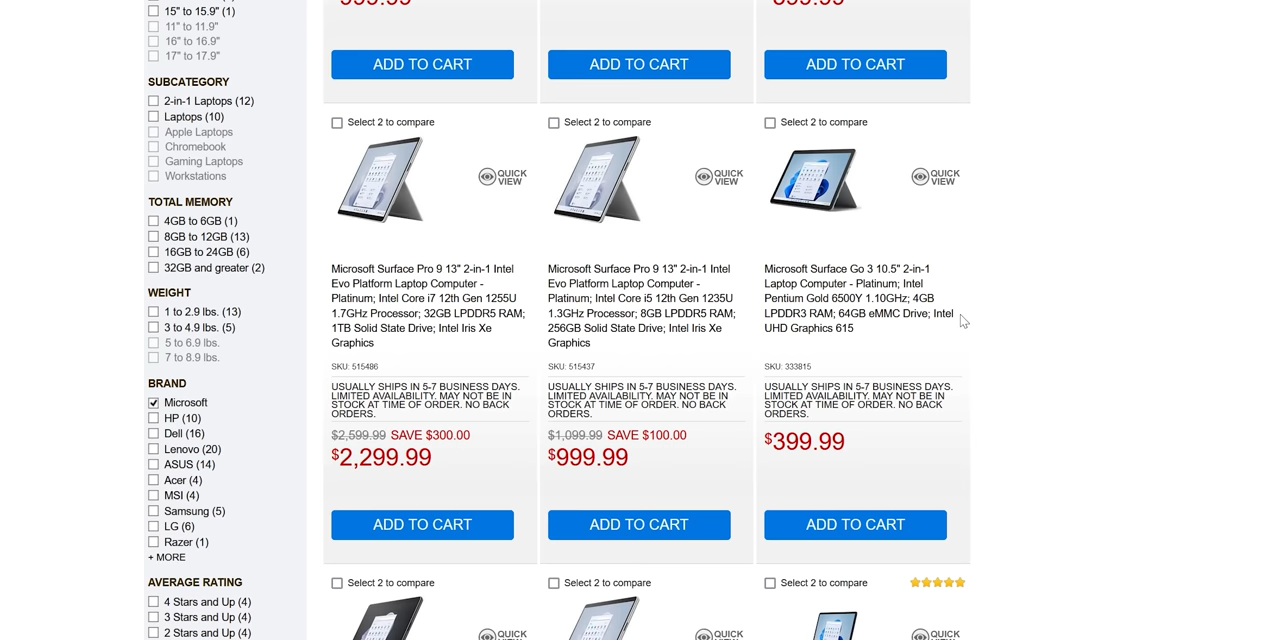 15" to 15.9" (1)
11" to 11.9"
16" to 16.9"
17" to 17.9"
SUBCATEGORY
2-in-1 Laptops (12)
Laptops (10)
Apple Laptops
Chromebook
Gaming Laptops
Workstations
TOTAL MEMORY
4GB to 6GB (1)
8GB to 12GB (13)
16GB to 24GB (6)
32GB and greater (2)
WEIGHT
1 to 2.9 lbs. (13)
3 to 4.9 lbs. (5)
5 to 6.9 lbs.
7 to 8.9 lbs.
BRAND
Microsoft
HP (10)
Dell (16)
Lenovo (20)
ASUS (14)
Acer (4)
MSI (4)
Samsung (5)
LG (6)
Razer (1)
+ MORE
AVERAGE RATING
4 Stars and Up (4)
3 Stars and Up (4)
2 Stars and Up (4)
ADD TO CART
ADD TO CART
ADD TO CART
Select 2 to compare
QUICK
VIEW
Microsoft Surface Pro 9 13" 2-in-1 Intel
Evo Platform Laptop Computer -
Platinum; Intel Core i7 12th Gen 1255U
1.7GHz Processor; 32GB LPDDR5 RAM;
1TB Solid State Drive; Intel Iris Xe
Graphics
SKU: 515486
USUALLY SHIPS IN 5-7 BUSINESS DAYS.
LIMITED AVAILABILITY. MAY NOT BE IN
STOCK AT TIME OF ORDER. NO BACK
ORDERS.
$2,599.99 SAVE $300.00
$2,299.99
ADD TO CART
Select 2 to compare
QUICK
VIEW
Microsoft Surface Pro 9 13" 2-in-1 Intel
Evo Platform Laptop Computer -
Platinum; Intel Core i5 12th Gen 1235U
1.3GHz Processor; 8GB LPDDR5 RAM;
256GB Solid State Drive; Intel Iris Xe
Graphics
SKU: 515437
USUALLY SHIPS IN 5-7 BUSINESS DAYS.
LIMITED AVAILABILITY. MAY NOT BE IN
STOCK AT TIME OF ORDER. NO BACK
ORDERS.
$1,099.99 SAVE $100.00
$999.99
ADD TO CART
Select 2 to compare
QUICK
VIEW
Microsoft Surface Go 3 10.5" 2-in-1
Laptop Computer - Platinum; Intel
Pentium Gold 6500Y 1.10GHz; 4GB
LPDDR3 RAM; 64GB eMMC Drive; Intel
UHD Graphics 615
SKU: 333815
USUALLY SHIPS IN 5-7 BUSINESS DAYS.
LIMITED AVAILABILITY. MAY NOT BE IN
STOCK AT TIME OF ORDER. NO BACK
ORDERS.
$399.99
ADD TO CART
Select 2 to compare
QUICK
VIEW
Select 2 to compare
QUICK
VIEW
Select 2 to compare
QUICK
VIEW